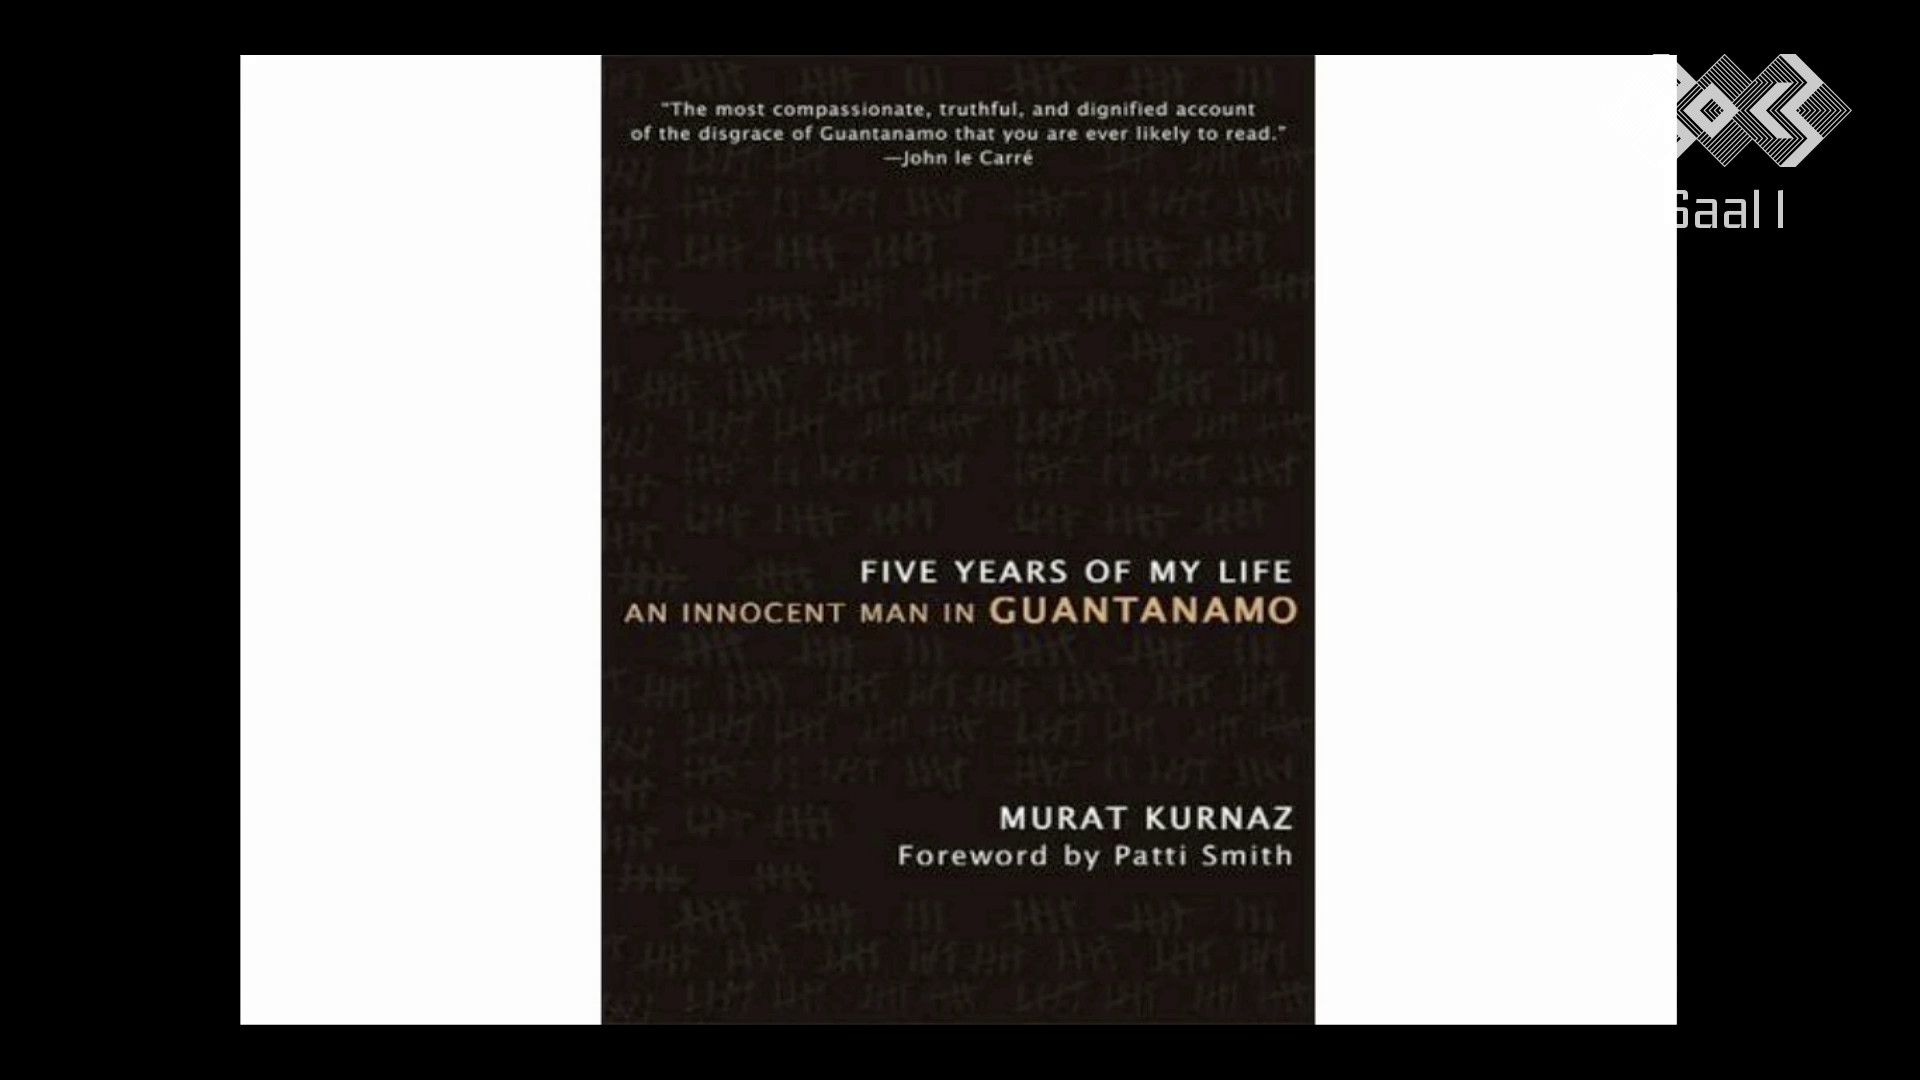 "The most compassionate, truthful, and dignified account
of the disgrace of Guantanamo that you are ever likely to read."
—John le Carré
FIVE YEARS OF MY LIFE
AN INNOCENT MAN IN GUANTANAMO
MURAT KURNAZ
Foreword by Patti Smith
Saal 1